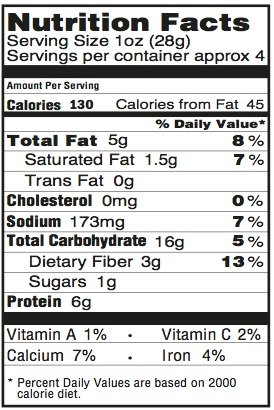 Nutrition Facts
Serving Size 1oz (28g)
Servings per container approx 4
Amount Per Serving
Calories 130 Calories from Fat 45
% Daily Value*
Total Fat 5g 8%
Saturated Fat 1.5g 7%
Trans Fat 0g
Cholesterol 0mg 0%
Sodium 173mg 7%
Total Carbohydrate 16g 5%
Dietary Fiber 3g 13%
Sugars 1g
Protein 6g
Vitamin A 1% • Vitamin C 2%
Calcium 7% • Iron 4%
* Percent Daily Values are based on 2000
calorie diet.